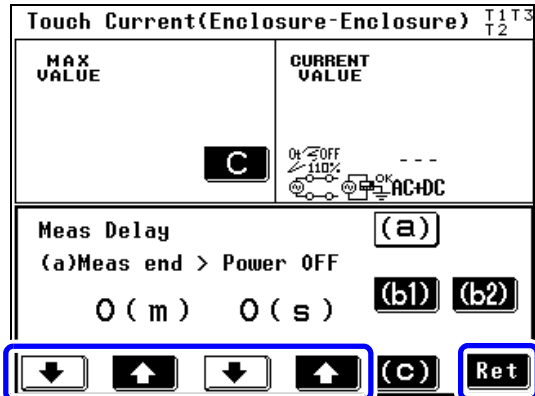 Touch Current(Enclosure-Enclosure) T1T3
T2
MAX
VALUE
C
CURRENT
VALUE
OFF
110%
---
OK
AC+DC
Meas Delay
(a)
(a)Meas end > Power OFF
(b1) (b2)
0(m) 0(s)
(c)
Ret